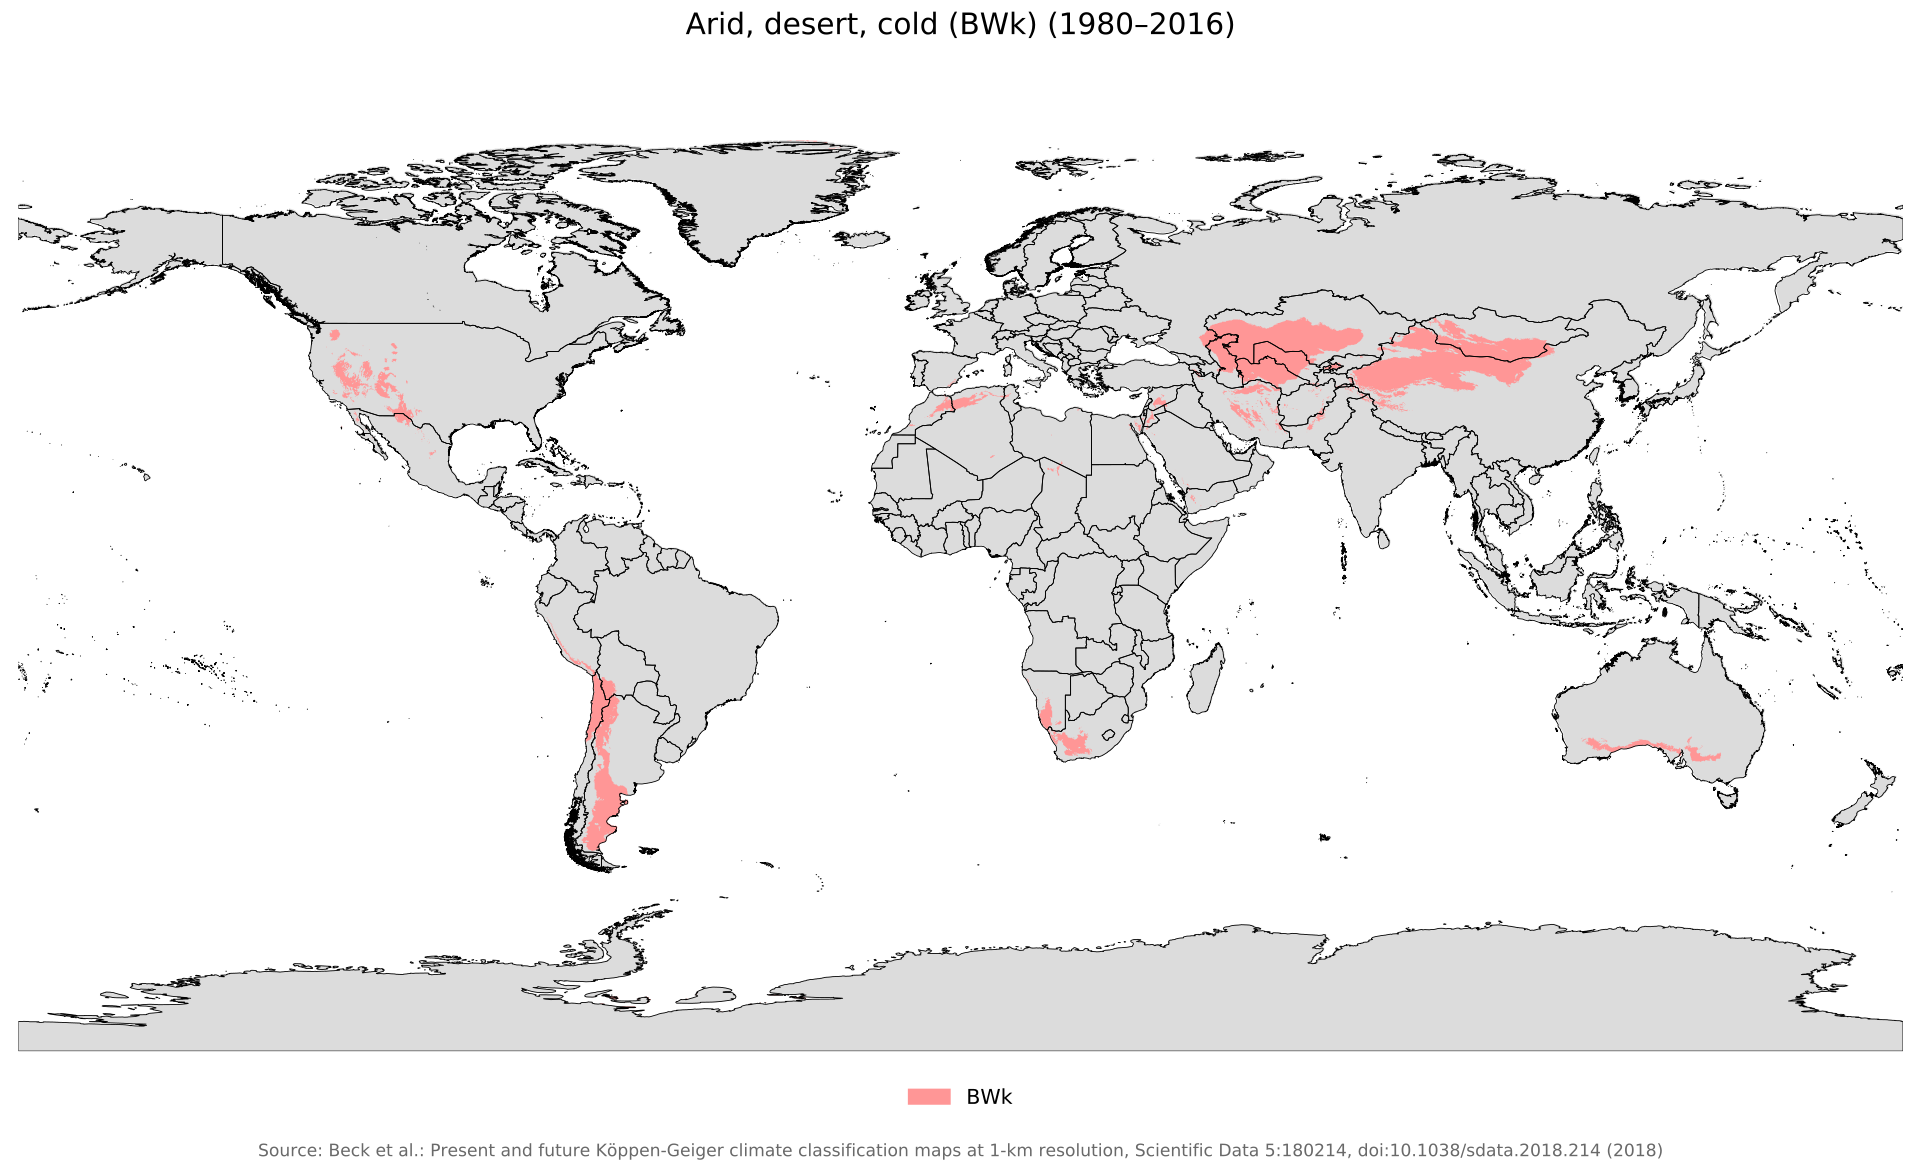 Arid, desert, cold (BWk) (1980–2016)
BWk
Source: Beck et al.: Present and future Köppen-Geiger climate classification maps at 1-km resolution, Scientific Data 5:180214, doi:10.1038/sdata.2018.214 (2018)